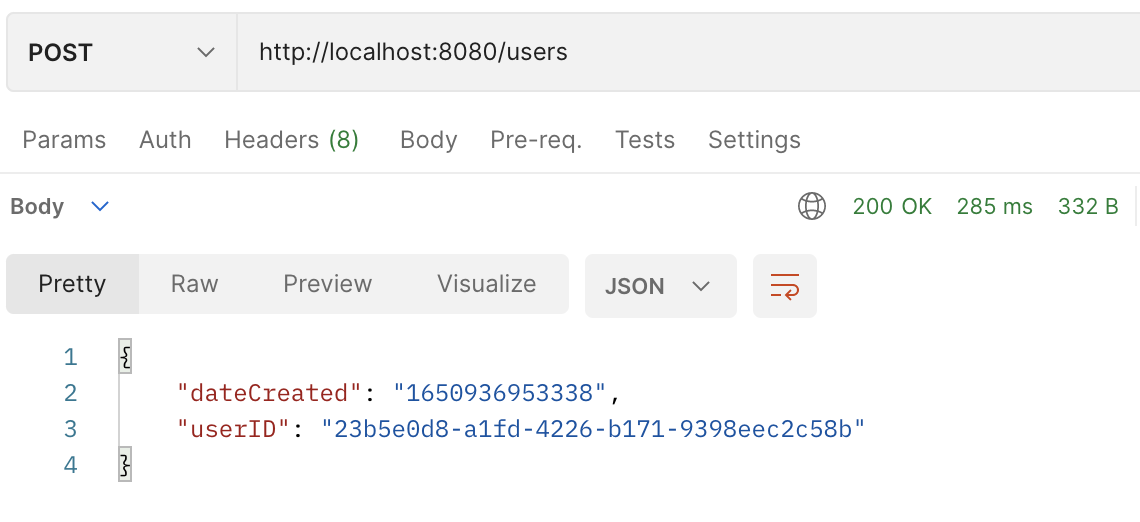 POST http://localhost:8080/users
Params Auth Headers (8) Body Pre-req. Tests Settings
Body 200 OK 285 ms 332 B
Pretty Raw Preview Visualize JSON
1 {
2 "dateCreated": "1650936953338",
3 "userID": "23b5e0d8-a1fd-4226-b171-9398eec2c58b"
4 }